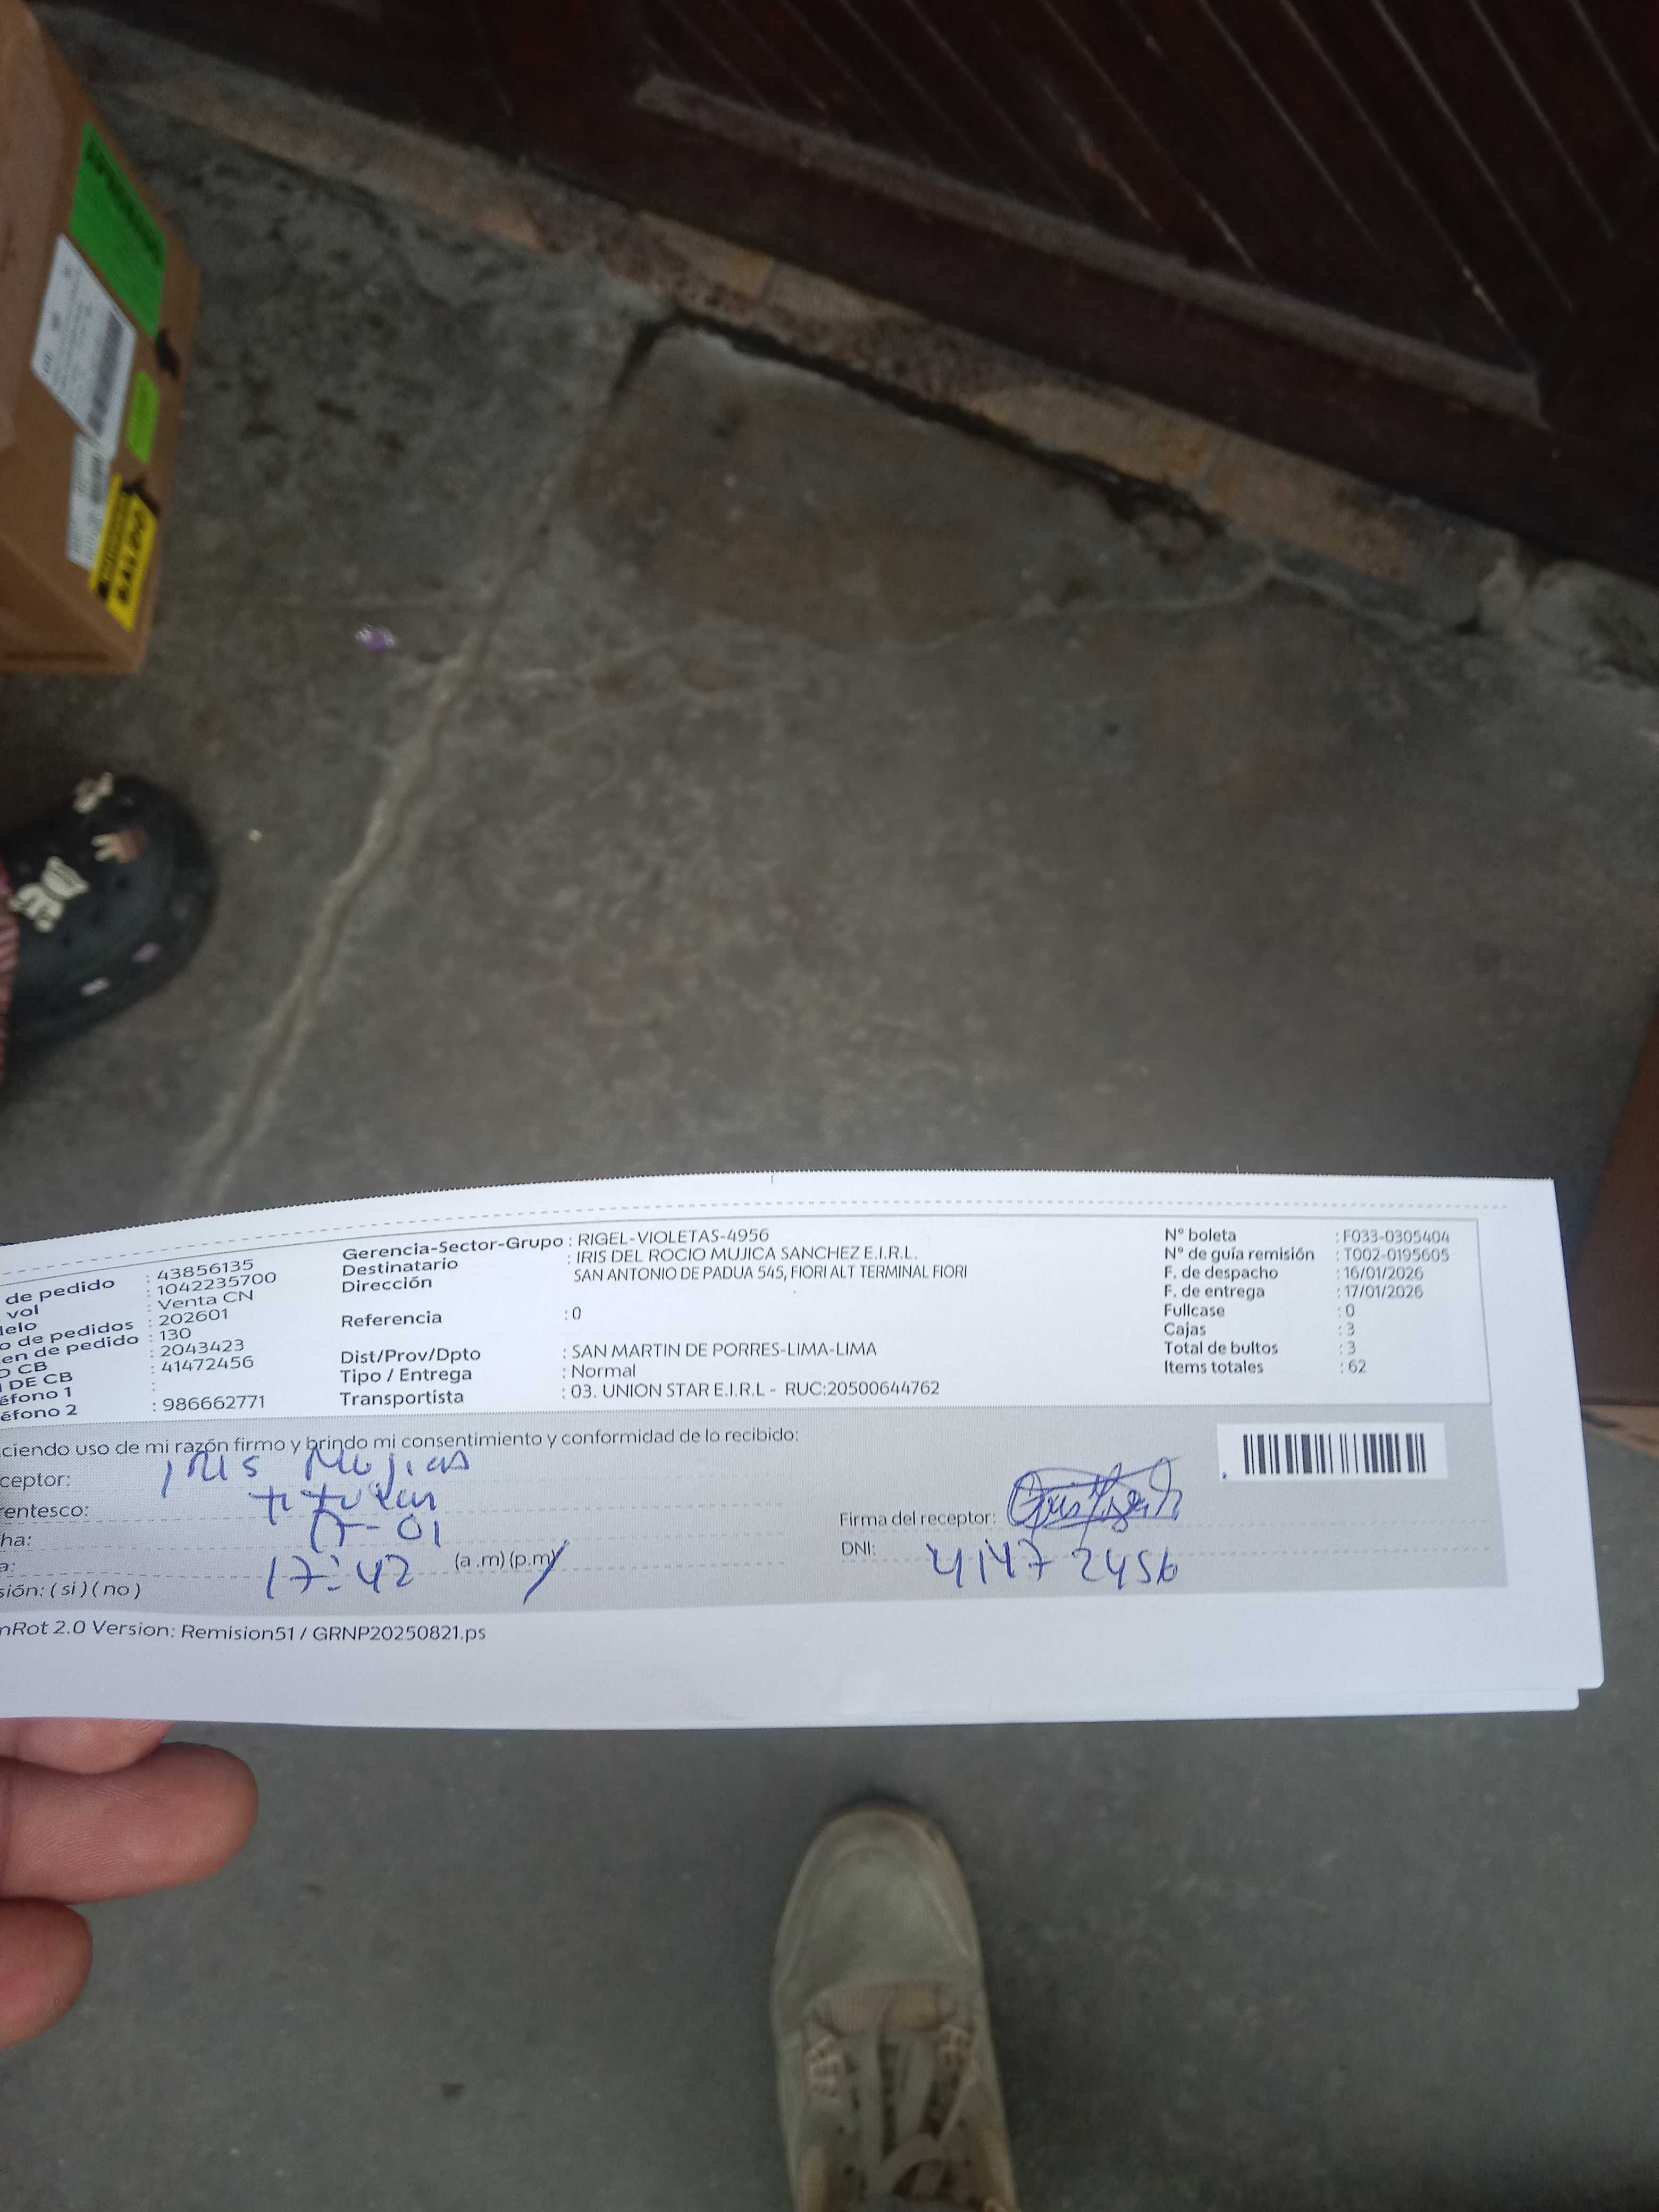 de pedido : 43856135
vol : 1042235700
delo : Venta CN
o de pedidos : 202601
en de pedido : 130
D CB : 2043423
DE CB : 41472456
éfono 1 :
éfono 2 : 986662771
Gerencia-Sector-Grupo : RIGEL-VIOLETAS-4956
Destinatario : IRIS DEL ROCIO MUJICA SANCHEZ E.I.R.L.
Dirección SAN ANTONIO DE PADUA 545, FIORI ALT TERMINAL FIORI
Referencia : 0
Dist/Prov/Dpto : SAN MARTIN DE PORRES-LIMA-LIMA
Tipo / Entrega : Normal
Transportista : 03. UNION STAR E.I.R.L - RUC:20500644762
Nº boleta : F033-0305404
Nº de guía remisión : T002-0195605
F. de despacho : 16/01/2026
F. de entrega : 17/01/2026
Fullcase : 0
Cajas : 3
Total de bultos : 3
Items totales : 62
ciendo uso de mi razón firmo y brindo mi consentimiento y conformidad de lo recibido:
ceptor: Iris Mujica
rentesco: titular
ha: 17-01
a: 17:42 (a.m) (p.m)
sión: ( si ) ( no )
Firma del receptor:
DNI: 41472456
nRot 2.0 Version: Remision51 / GRNP20250821.ps